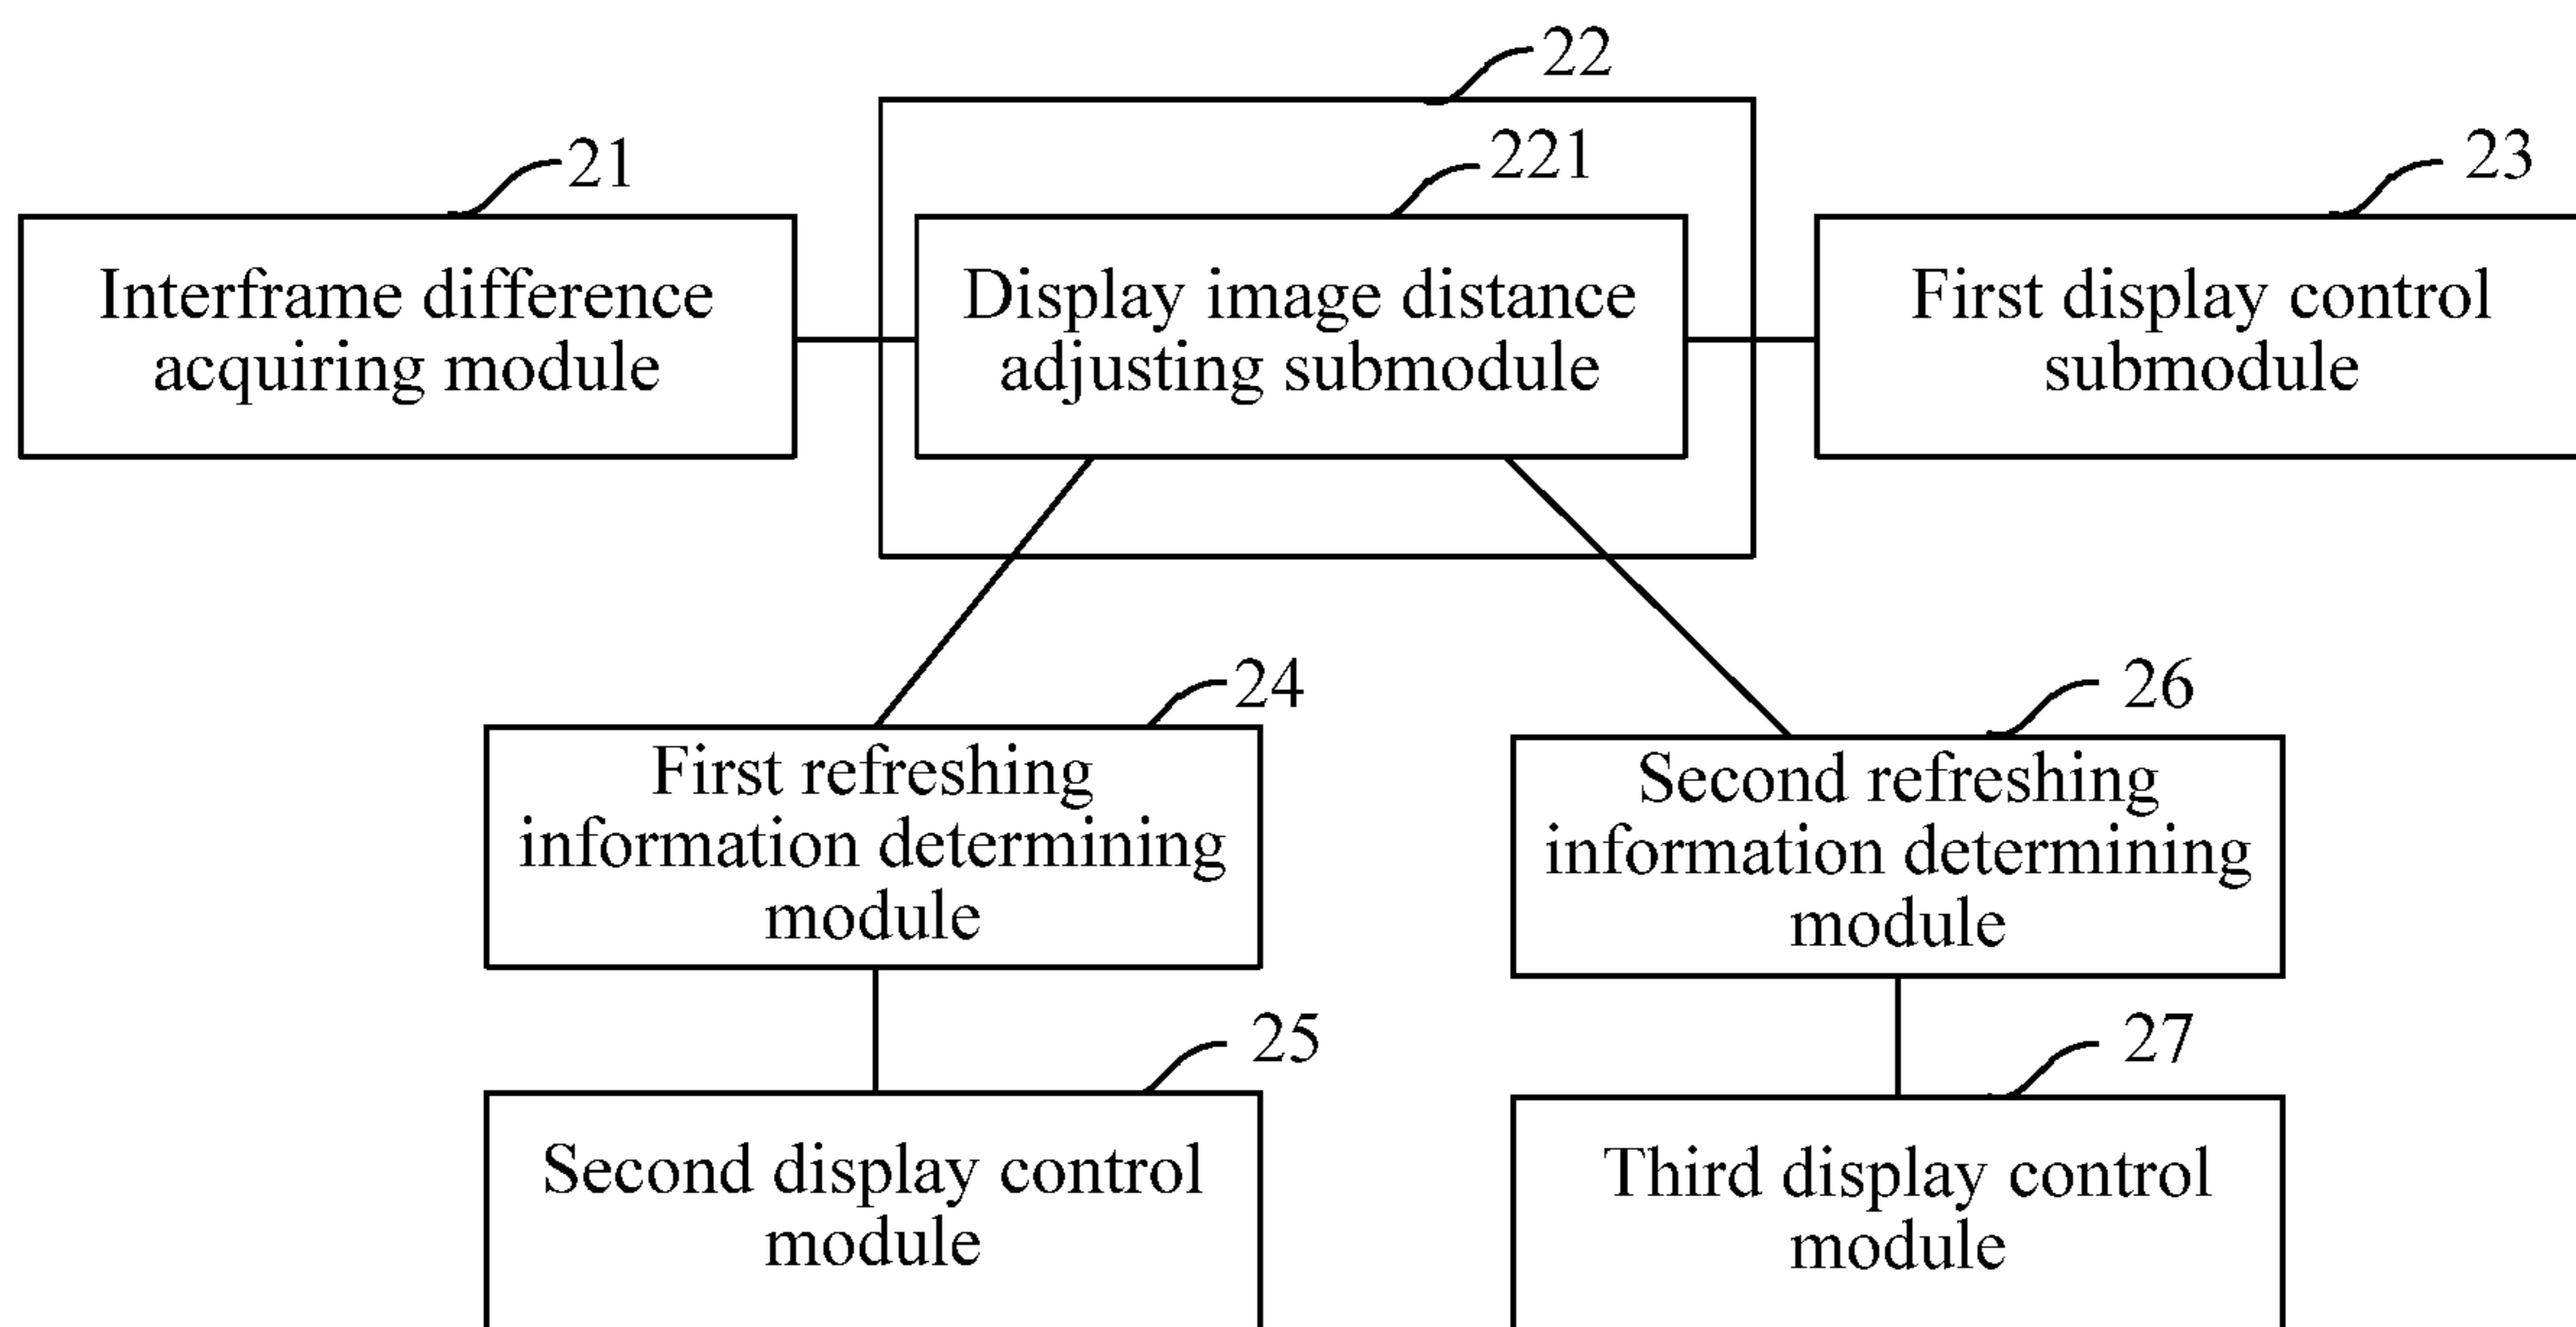 22
21
221
23
Interframe difference
acquiring module
Display image distance
adjusting submodule
First display control
submodule
24
26
First refreshing
information determining
module
Second refreshing
information determining
module
25
27
Second display control
module
Third display control
module